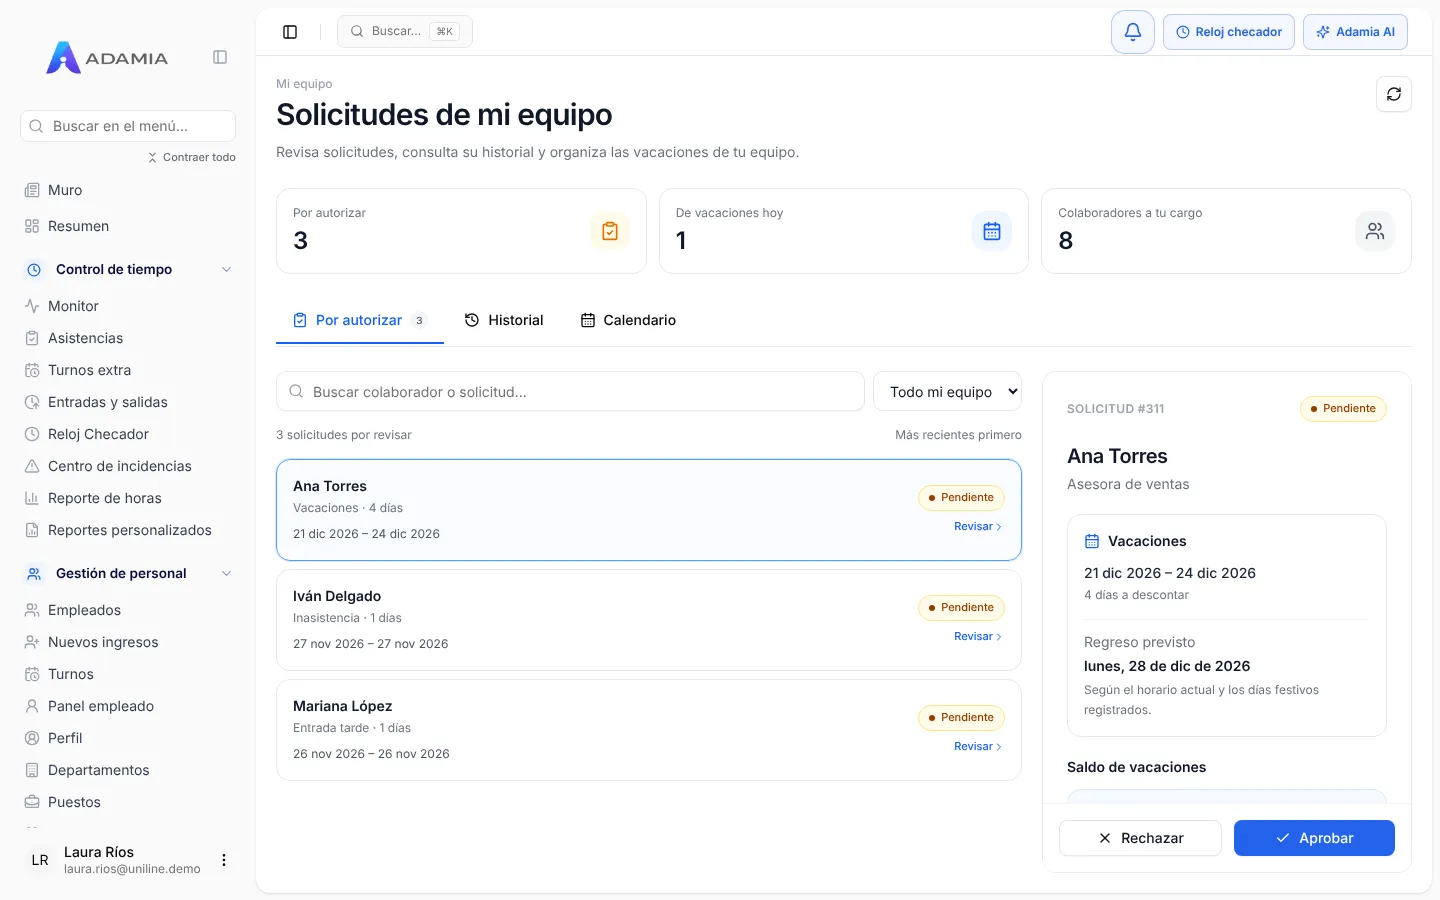 ADAMIA
Buscar en el menú...
Contraer todo
Muro
Resumen
Control de tiempo
Monitor
Asistencias
Turnos extra
Entradas y salidas
Reloj Checador
Centro de incidencias
Reporte de horas
Reportes personalizados
Gestión de personal
Empleados
Nuevos ingresos
Turnos
Panel empleado
Perfil
Departamentos
Puestos
LR
Laura Ríos
laura.rios@uniline.demo
Buscar... ⌘K
Reloj checador
Adamia AI
Mi equipo
Solicitudes de mi equipo
Revisa solicitudes, consulta su historial y organiza las vacaciones de tu equipo.
Por autorizar
3
De vacaciones hoy
1
Colaboradores a tu cargo
8
Por autorizar 3
Historial
Calendario
Buscar colaborador o solicitud...
Todo mi equipo
3 solicitudes por revisar
Más recientes primero
Ana Torres
Vacaciones · 4 días
21 dic 2026 – 24 dic 2026
Pendiente
Revisar
Iván Delgado
Inasistencia · 1 días
27 nov 2026 – 27 nov 2026
Pendiente
Revisar
Mariana López
Entrada tarde · 1 días
26 nov 2026 – 26 nov 2026
Pendiente
Revisar
SOLICITUD #311
Pendiente
Ana Torres
Asesora de ventas
Vacaciones
21 dic 2026 – 24 dic 2026
4 días a descontar
Regreso previsto
lunes, 28 de dic de 2026
Según el horario actual y los días festivos
registrados.
Saldo de vacaciones
Rechazar
Aprobar